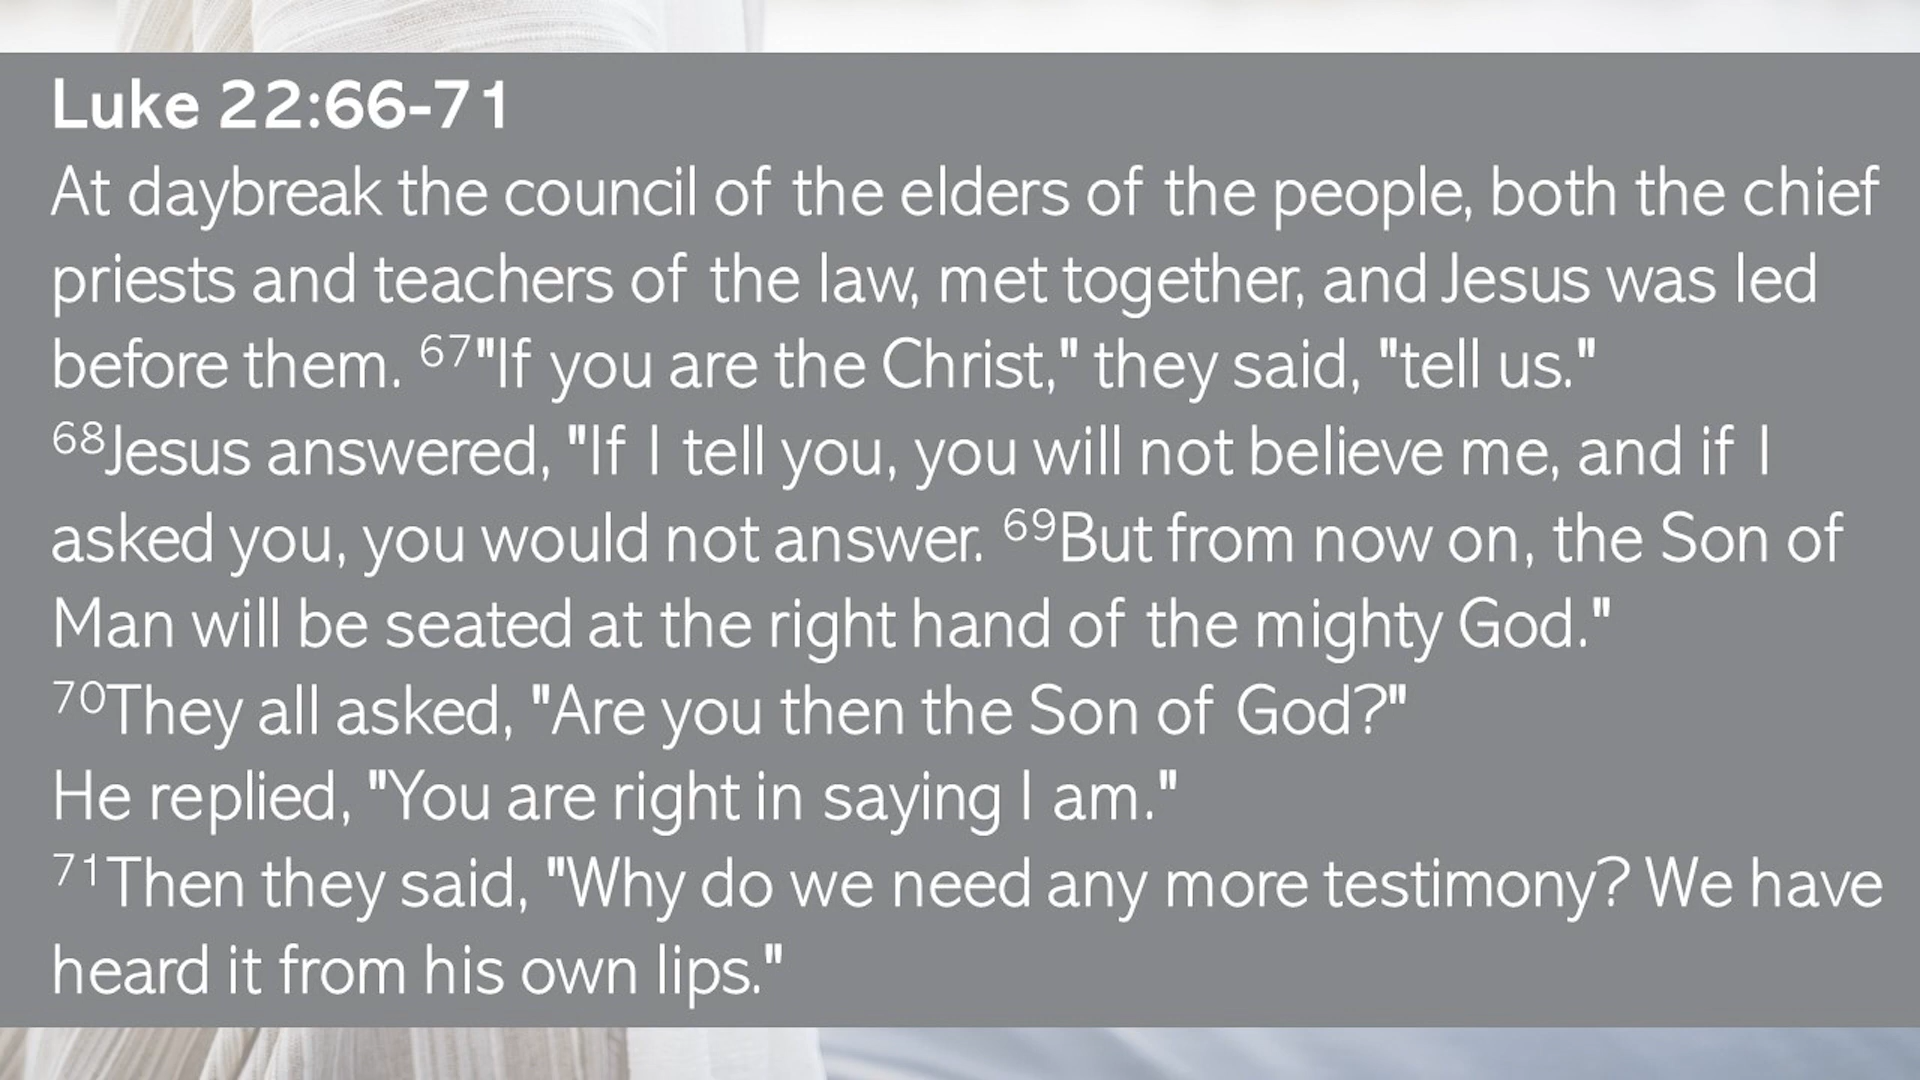 Luke 22:66-71
At daybreak the council of the elders of the people, both the chief
priests and teachers of the law, met together, and Jesus was led
before them. 67"If you are the Christ," they said, "tell us."
68Jesus answered, "If I tell you, you will not believe me, and if I
asked you, you would not answer. 69But from now on, the Son of
Man will be seated at the right hand of the mighty God."
70They all asked, "Are you then the Son of God?"
He replied, "You are right in saying I am."
71Then they said, "Why do we need any more testimony? We have
heard it from his own lips."